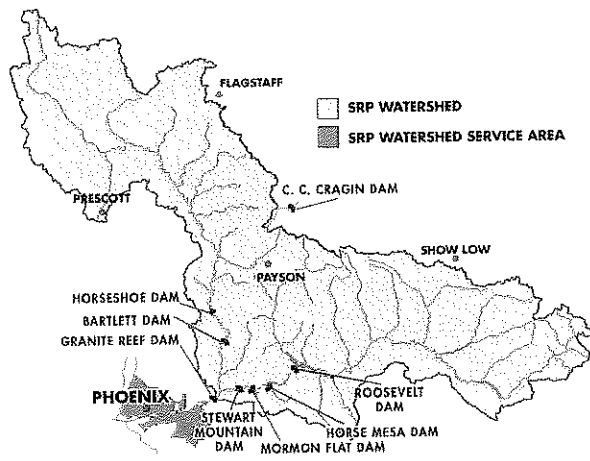 FLAGSTAFF
SRP WATERSHED
SRP WATERSHED SERVICE AREA
C. C. CRAGIN DAM
PRESCOTT
SHOW LOW
PAYSON
HORSESHOE DAM
BARTLETT DAM
GRANITE REEF DAM
ROOSEVELT
DAM
PHOENIX
STEWART
MOUNTAIN
DAM
HORSE MESA DAM
MORMON FLAT DAM